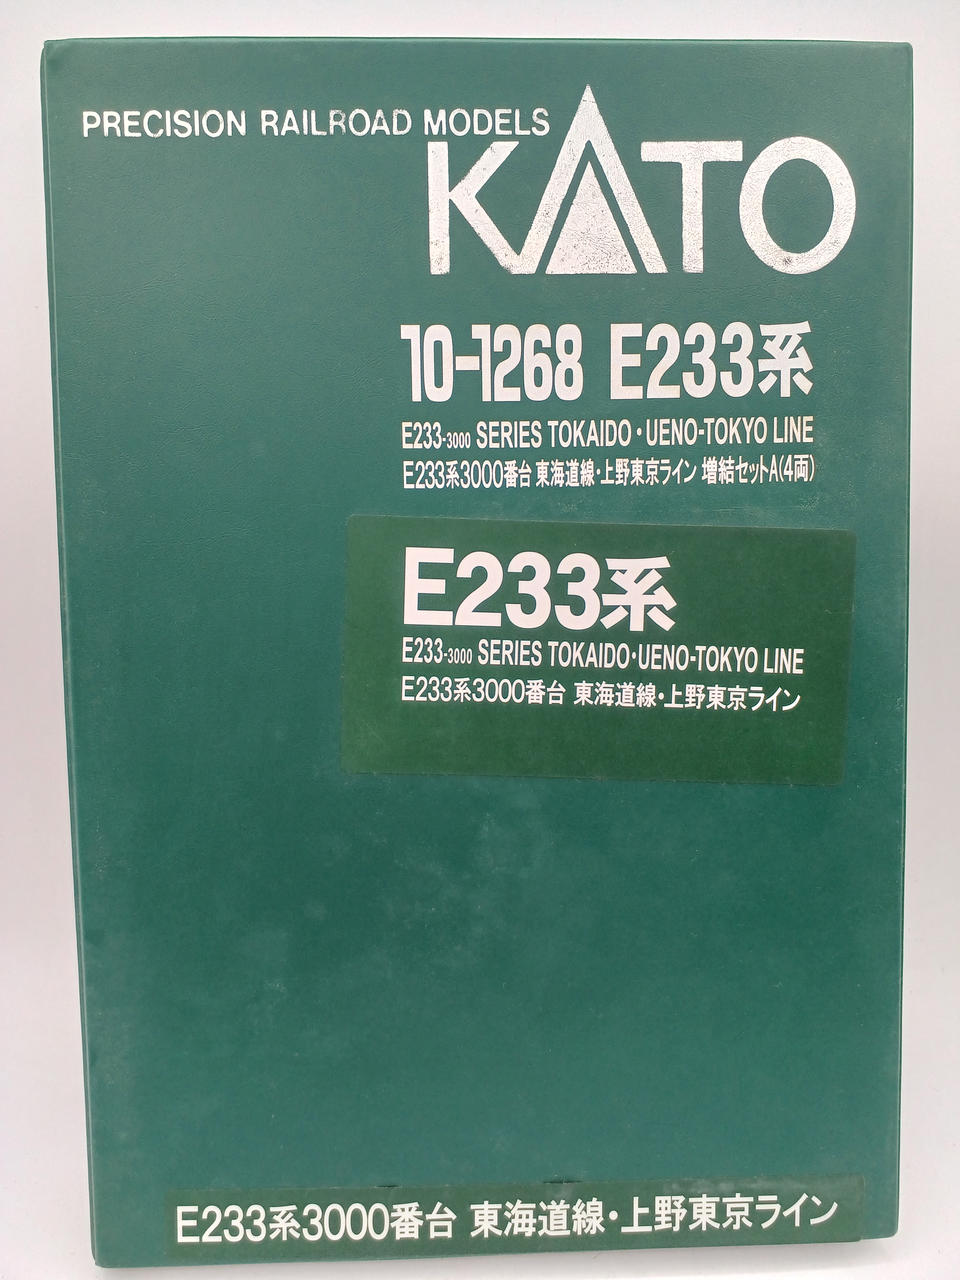 PRECISION RAILROAD MODELS
KATO
10-1268 E233系
E233-3000 SERIES TOKAIDO・UENO-TOKYO LINE
E233系3000番台 東海道線・上野東京ライン 増結セットA(4両)
E233系
E233-3000 SERIES TOKAIDO・UENO-TOKYO LINE
E233系3000番台 東海道線・上野東京ライン
E233系3000番台 東海道線・上野東京ライン